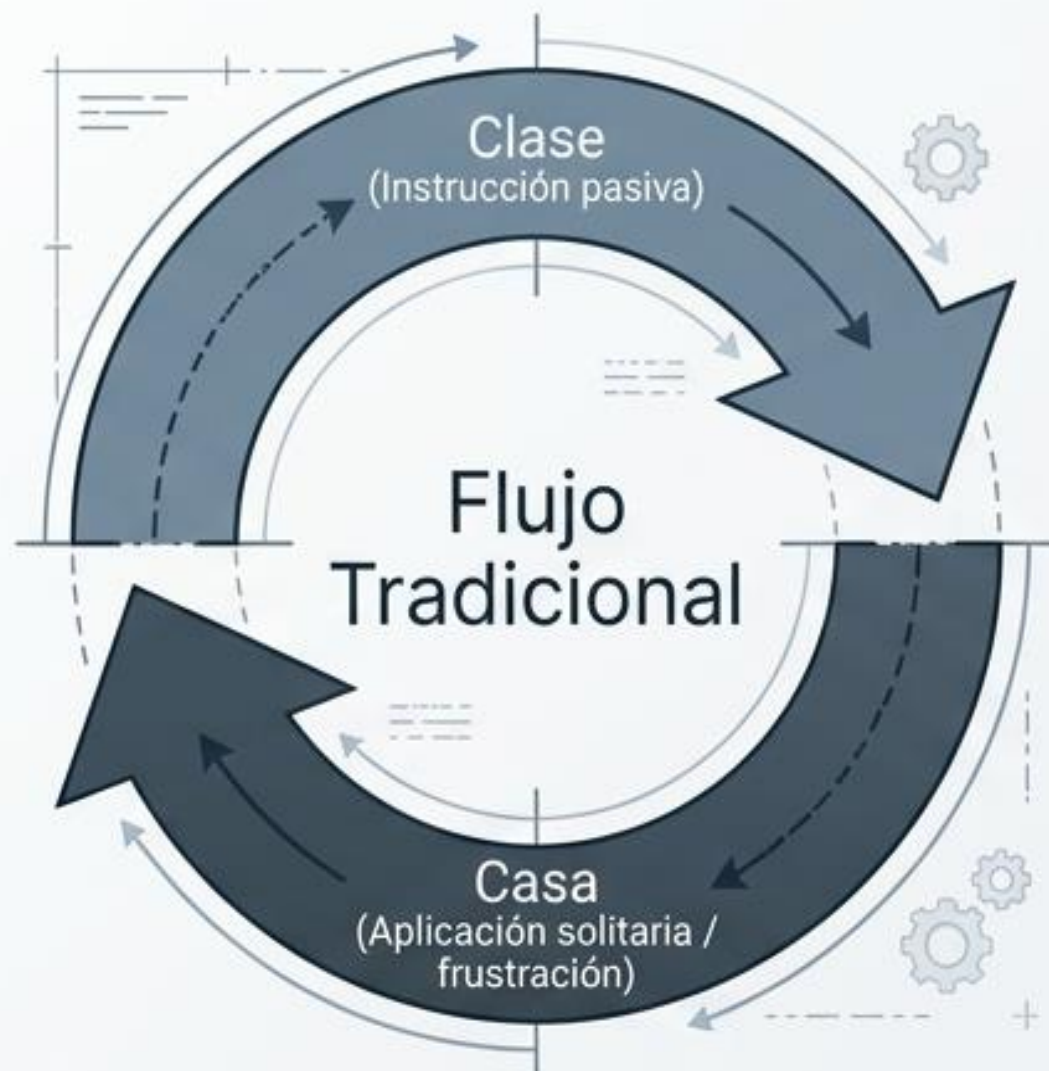 Clase
(Instrucción pasiva)
Flujo
Tradicional
Casa
(Aplicación solitaria /
frustración)